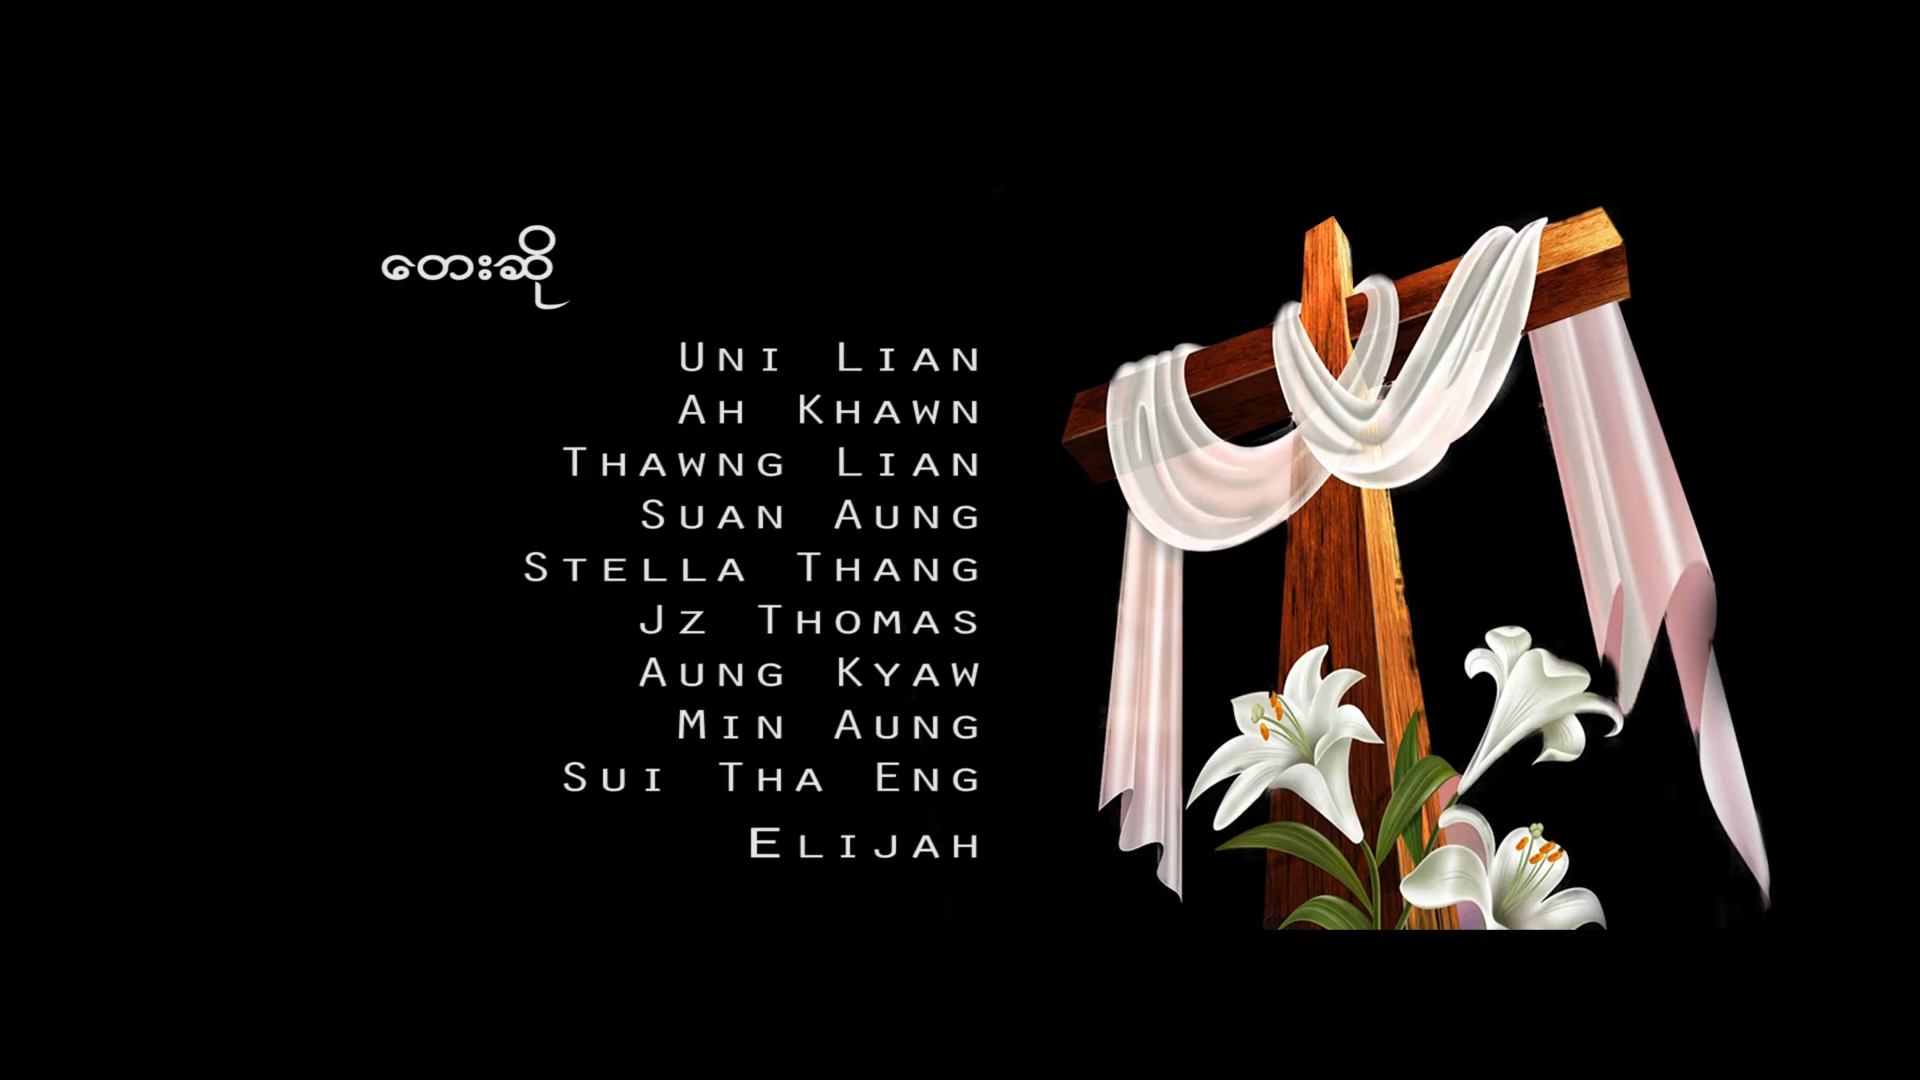 တေးဆို
Uni Lian
Ah Khawn
Thawng Lian
Suan Aung
Stella Thang
Jz Thomas
Aung Kyaw
Min Aung
Sui Tha Eng
Elijah